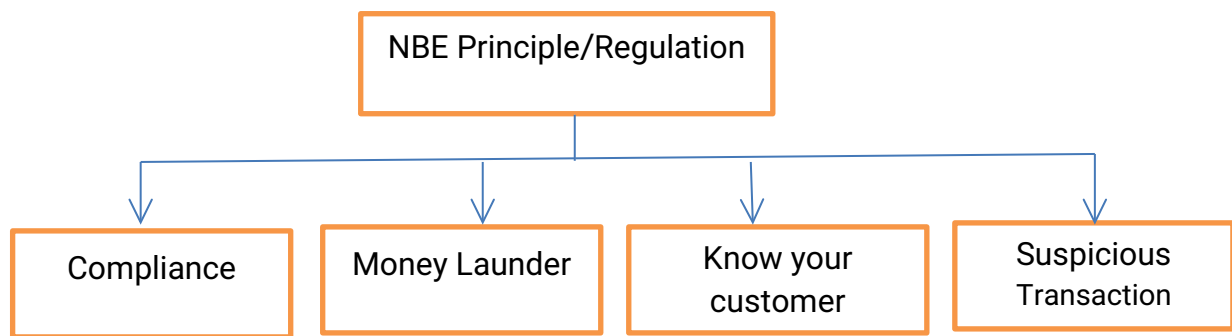 NBE Principle/Regulation
Compliance
Money Launder
Know your
customer
Suspicious
Transaction